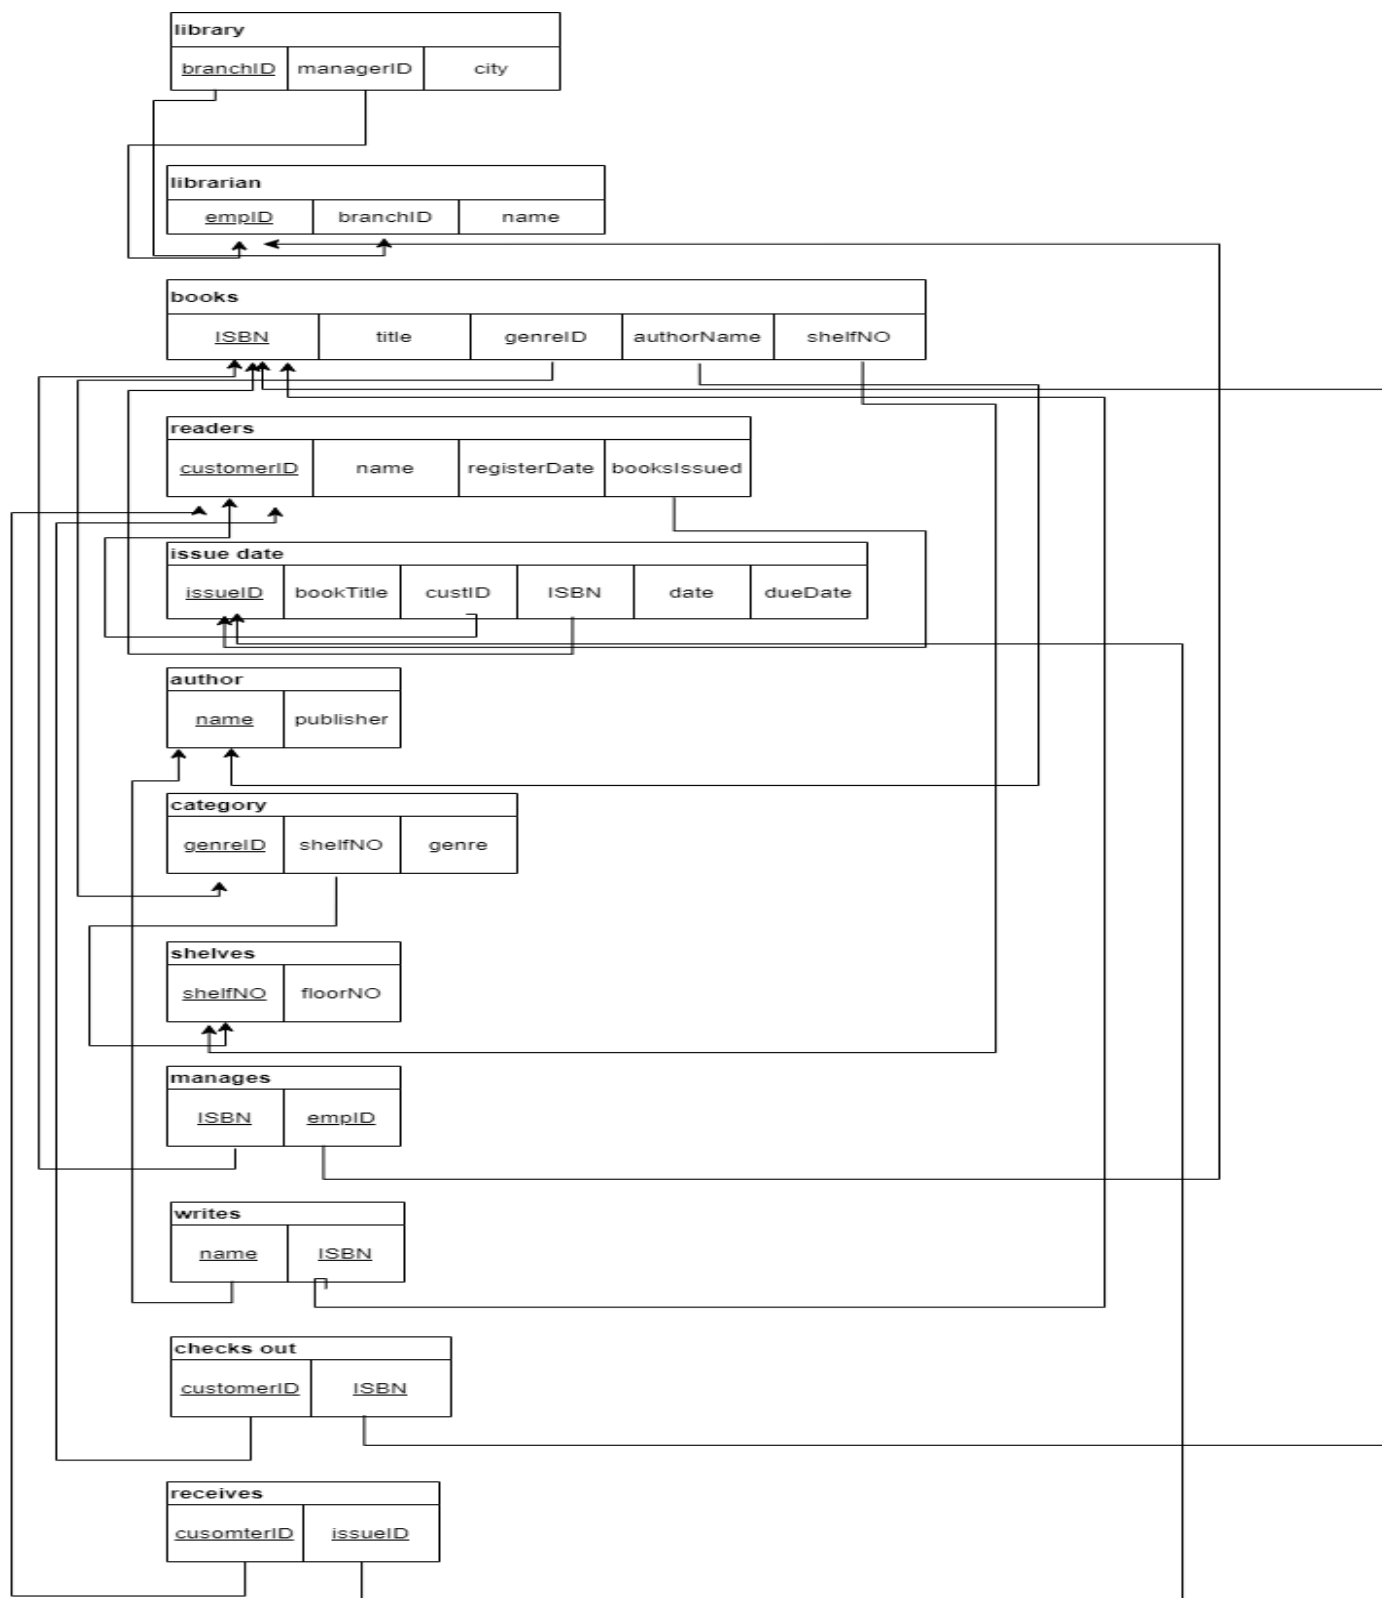 library
branchID managerID city
librarian
empID branchID name
books
ISBN title genreID authorName shelfNO
readers
customerID name registerDate booksIssued
issue date
issueID bookTitle custID ISBN date dueDate
author
name publisher
category
genreID shelfNO genre
shelves
shelfNO floorNO
manages
ISBN empID
writes
name ISBN
checks out
customerID ISBN
receives
cusomterID issueID